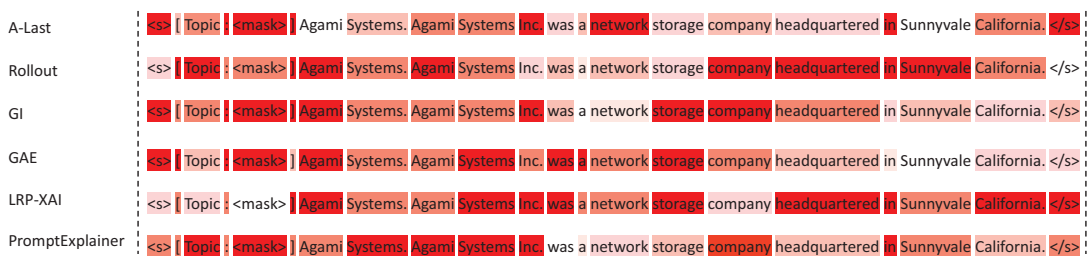 A-Last <s> [ Topic : <mask> ] Agami Systems. Agami Systems Inc. was a network storage company headquartered in Sunnyvale California. </s>
Rollout <s> [ Topic : <mask> ] Agami Systems. Agami Systems Inc. was a network storage company headquartered in Sunnyvale California. </s>
GI <s> [ Topic : <mask> ] Agami Systems. Agami Systems Inc. was a network storage company headquartered in Sunnyvale California. </s>
GAE <s> [ Topic : <mask> ] Agami Systems. Agami Systems Inc. was a network storage company headquartered in Sunnyvale California. </s>
LRP-XAI <s> [ Topic : <mask> ] Agami Systems. Agami Systems Inc. was a network storage company headquartered in Sunnyvale California. </s>
PromptExplainer <s> [ Topic : <mask> ] Agami Systems. Agami Systems Inc. was a network storage company headquartered in Sunnyvale California. </s>